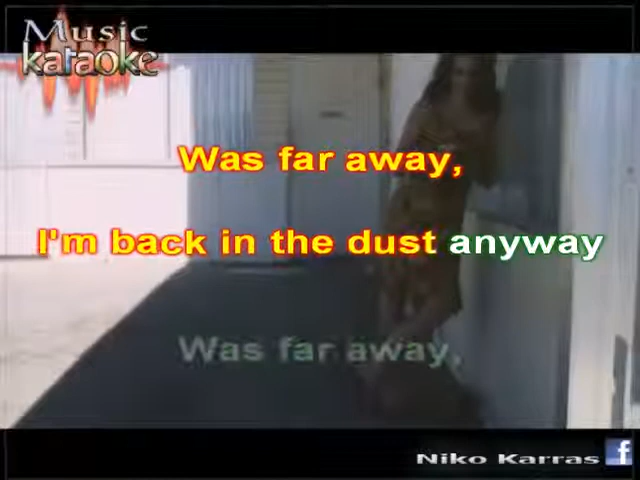 Music
karaoke
Was far away,
I'm back in the dust anyway
Was far away,
Niko Karras f